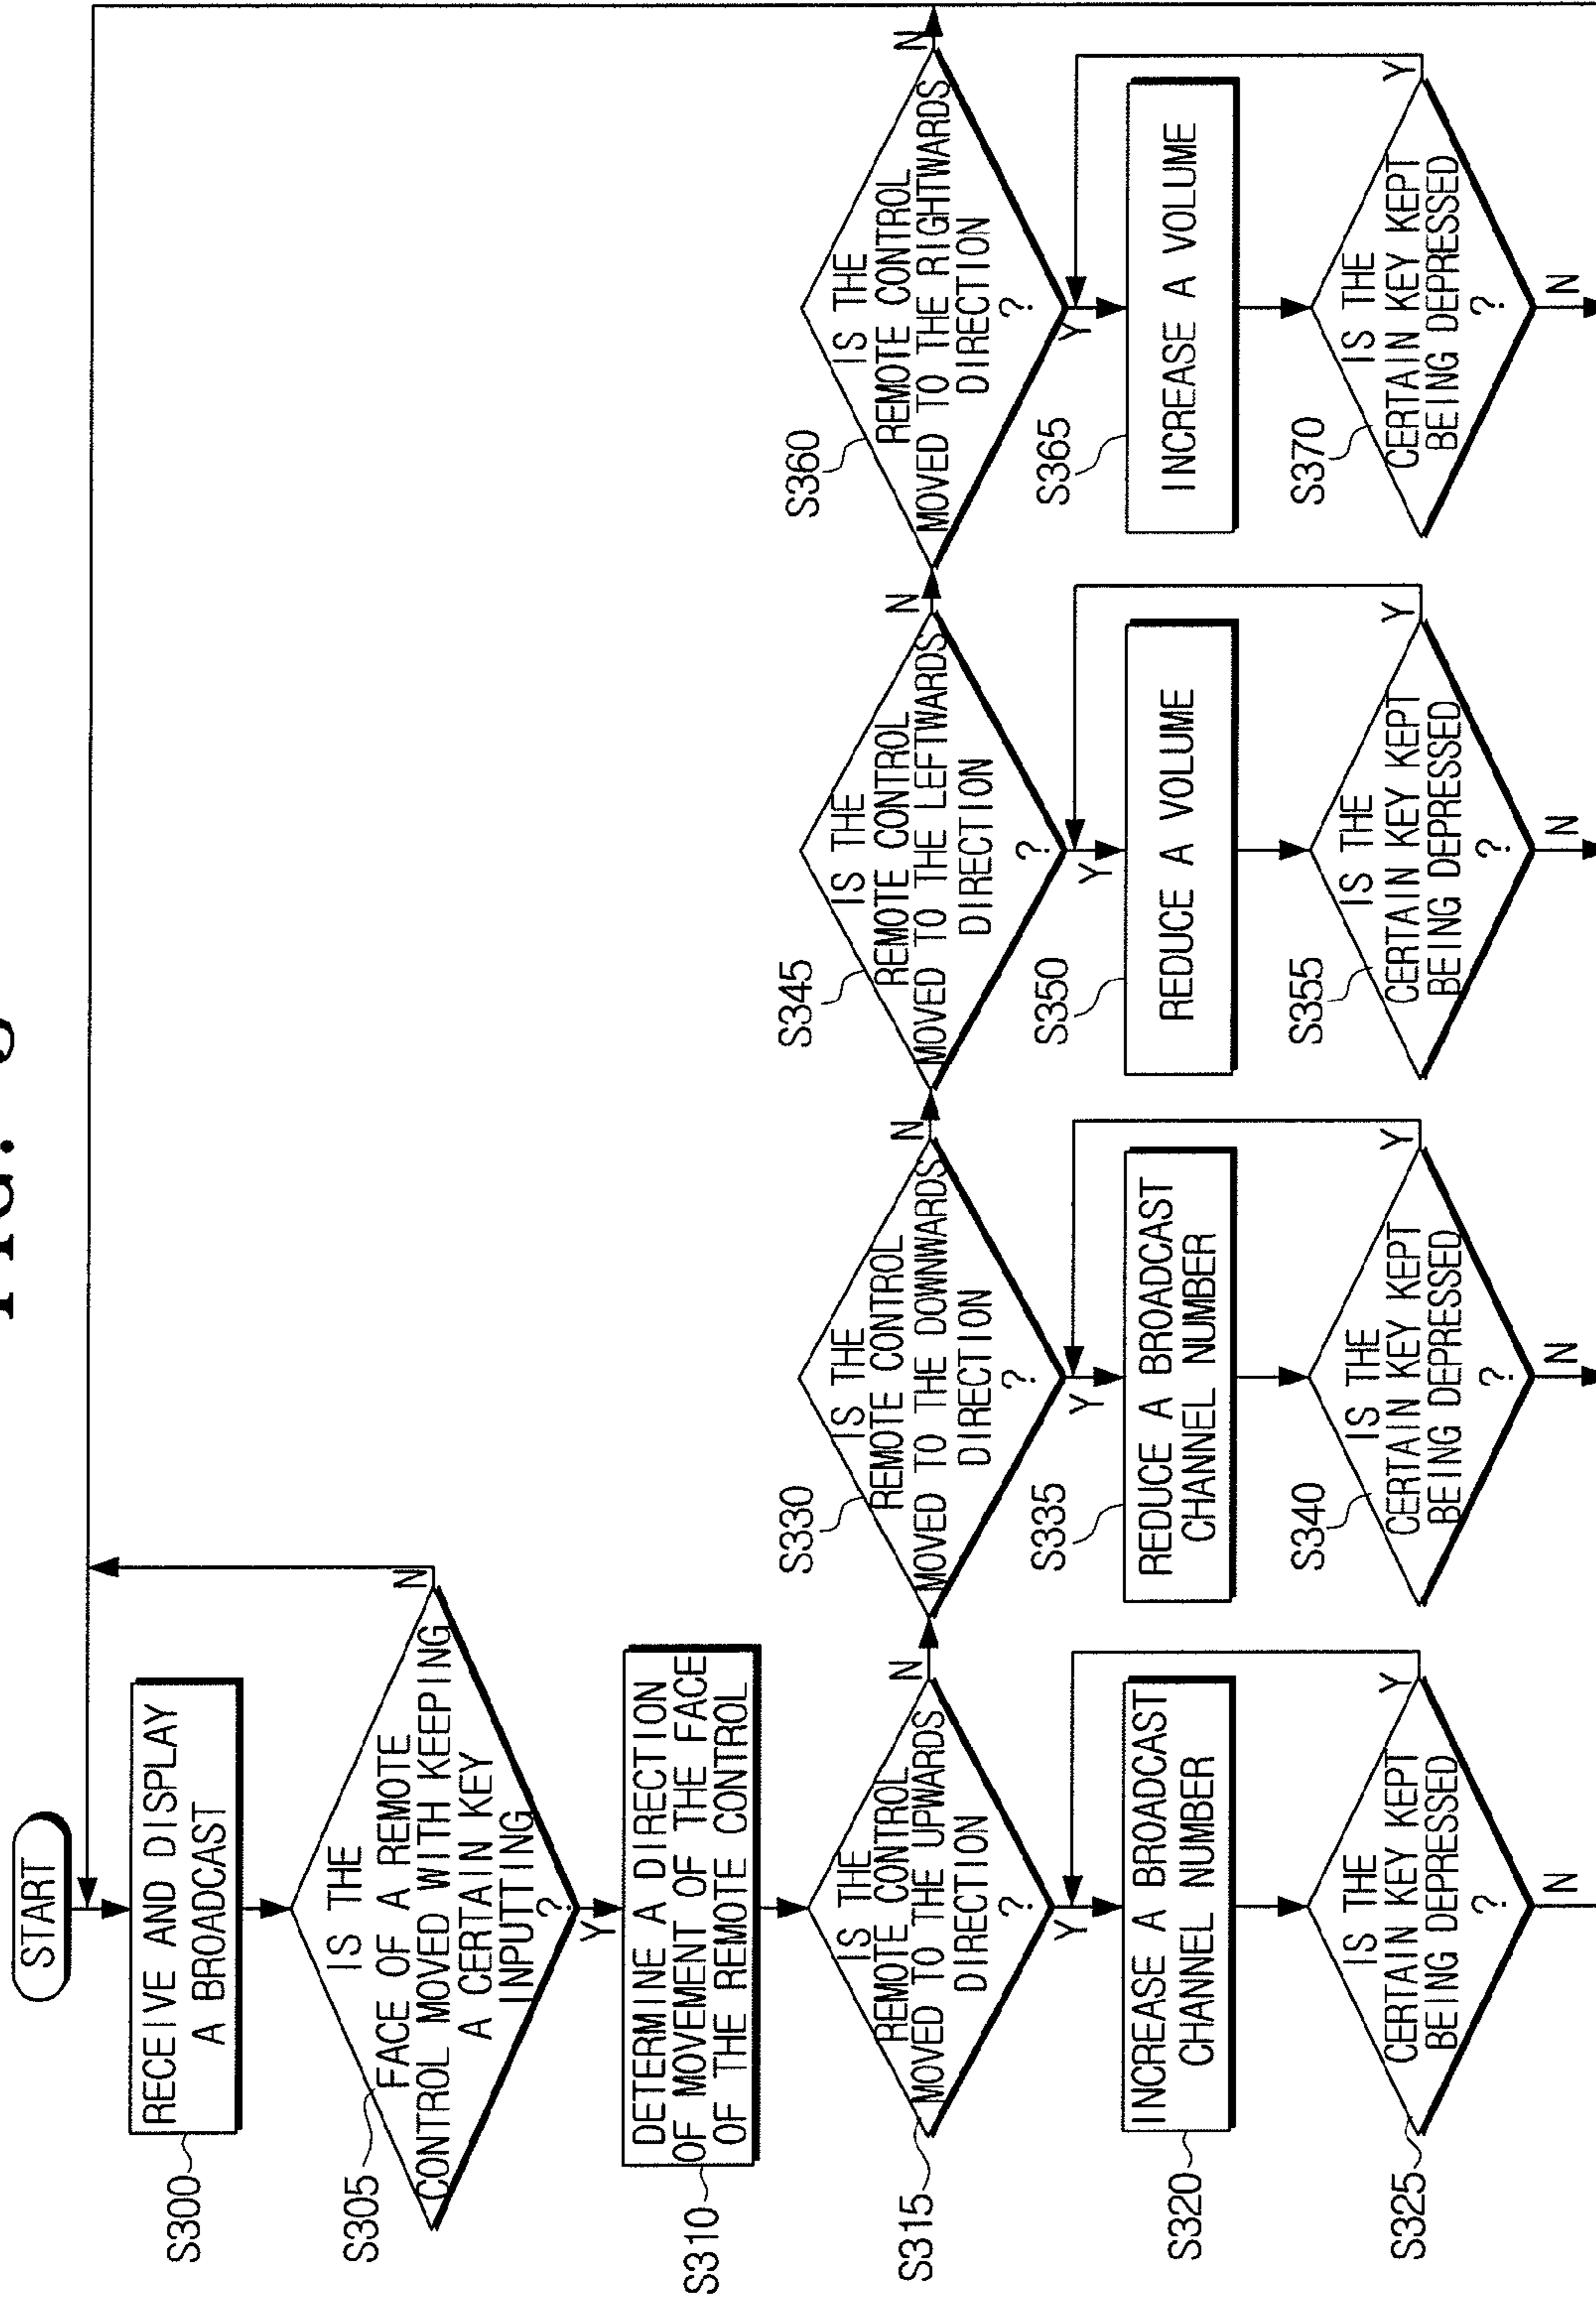 START
S300
RECEIVE AND DISPLAY
A BROADCAST
S305
IS THE
FACE OF A REMOTE
CONTROL MOVED WITH KEEPING
A CERTAIN KEY
INPUTTING
?
N
Y
S310
DETERMINE A DIRECTION
OF MOVEMENT OF THE FACE
OF THE REMOTE CONTROL
S315
IS THE
REMOTE CONTROL
MOVED TO THE UPWARDS
DIRECTION
?
N
Y
S320
INCREASE A BROADCAST
CHANNEL NUMBER
S325
IS THE
CERTAIN KEY KEPT
BEING DEPRESSED
?
Y
N
S330
IS THE
REMOTE CONTROL
MOVED TO THE DOWNWARDS
DIRECTION
?
N
Y
S335
REDUCE A BROADCAST
CHANNEL NUMBER
S340
IS THE
CERTAIN KEY KEPT
BEING DEPRESSED
?
Y
N
S345
IS THE
REMOTE CONTROL
MOVED TO THE LEFTWARDS
DIRECTION
?
N
Y
S350
REDUCE A VOLUME
S355
IS THE
CERTAIN KEY KEPT
BEING DEPRESSED
?
Y
N
S360
IS THE
REMOTE CONTROL
MOVED TO THE RIGHTWARDS
DIRECTION
?
N
Y
S365
INCREASE A VOLUME
S370
IS THE
CERTAIN KEY KEPT
BEING DEPRESSED
?
Y
N